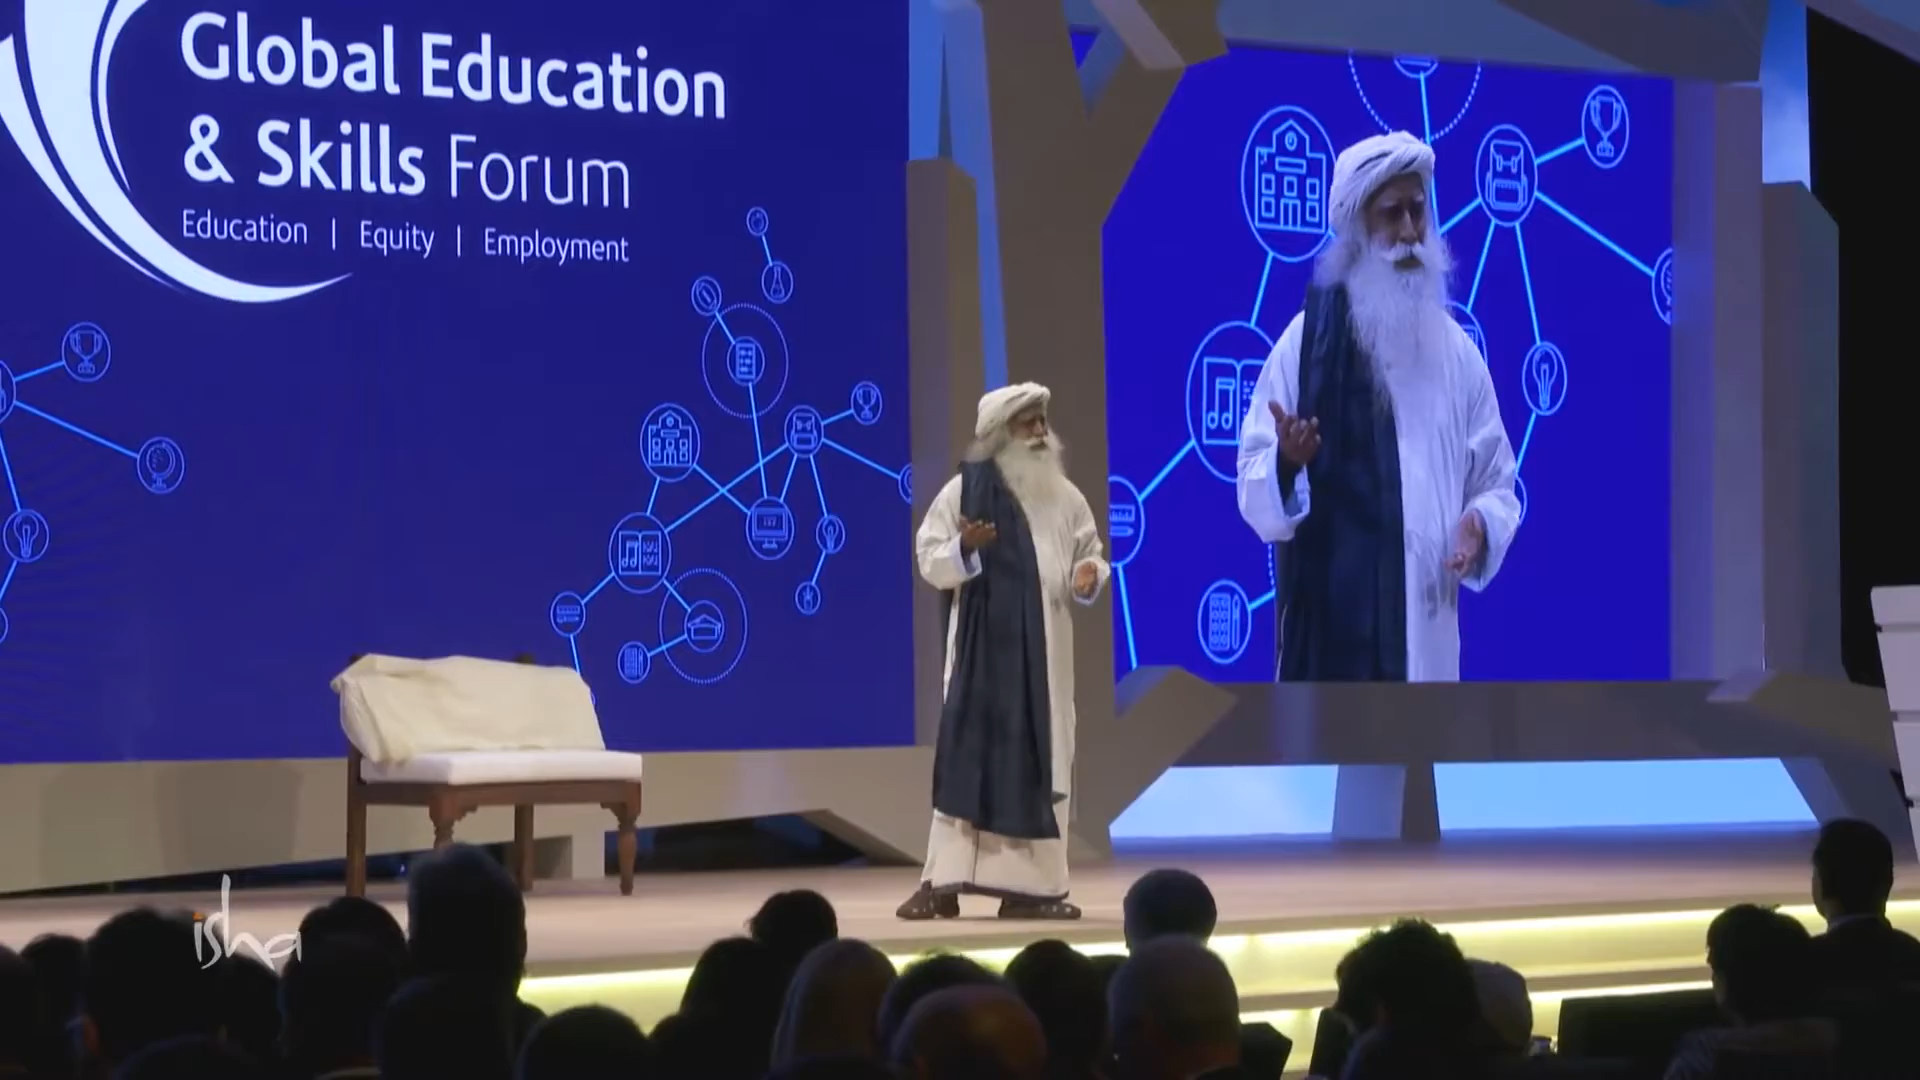 Global Education
& Skills Forum
Education | Equity | Employment
isha